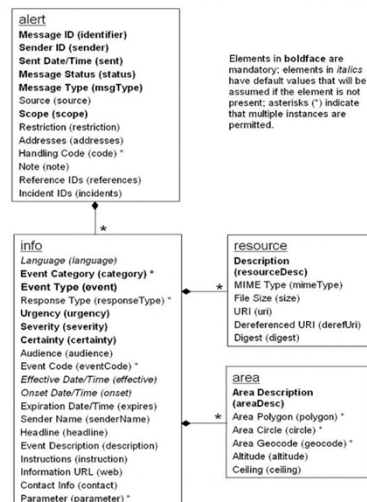 alert
Message ID (identifier)
Sender ID (sender)
Sent Date/Time (sent)
Message Status (status)
Message Type (msgType)
Source (source)
Scope (scope)
Restriction (restriction)
Addresses (addresses)
Handling Code (code) *
Note (note)
Reference IDs (references)
Incident IDs (incidents)
Elements in boldface are
mandatory; elements in italics
have default values that will be
assumed if the element is not
present; asterisks (*) indicate
that multiple instances are
permitted.
*
info
Language (language)
Event Category (category) *
Event Type (event)
Response Type (responseType) *
Urgency (urgency)
Severity (severity)
Certainty (certainty)
Audience (audience)
Event Code (eventCode) *
Effective Date/Time (effective)
Onset Date/Time (onset)
Expiration Date/Time (expires)
Sender Name (senderName)
Headline (headline)
Event Description (description)
Instructions (instruction)
Information URL (web)
Contact Info (contact)
Parameter (parameter) *
*
resource
Description
(resourceDesc)
MIME Type (mimeType)
File Size (size)
URI (uri)
Dereferenced URI (derefUri)
Digest (digest)
*
area
Area Description
(areaDesc)
Area Polygon (polygon) *
Area Circle (circle) *
Area Geocode (geocode) *
Altitude (altitude)
Ceiling (ceiling)